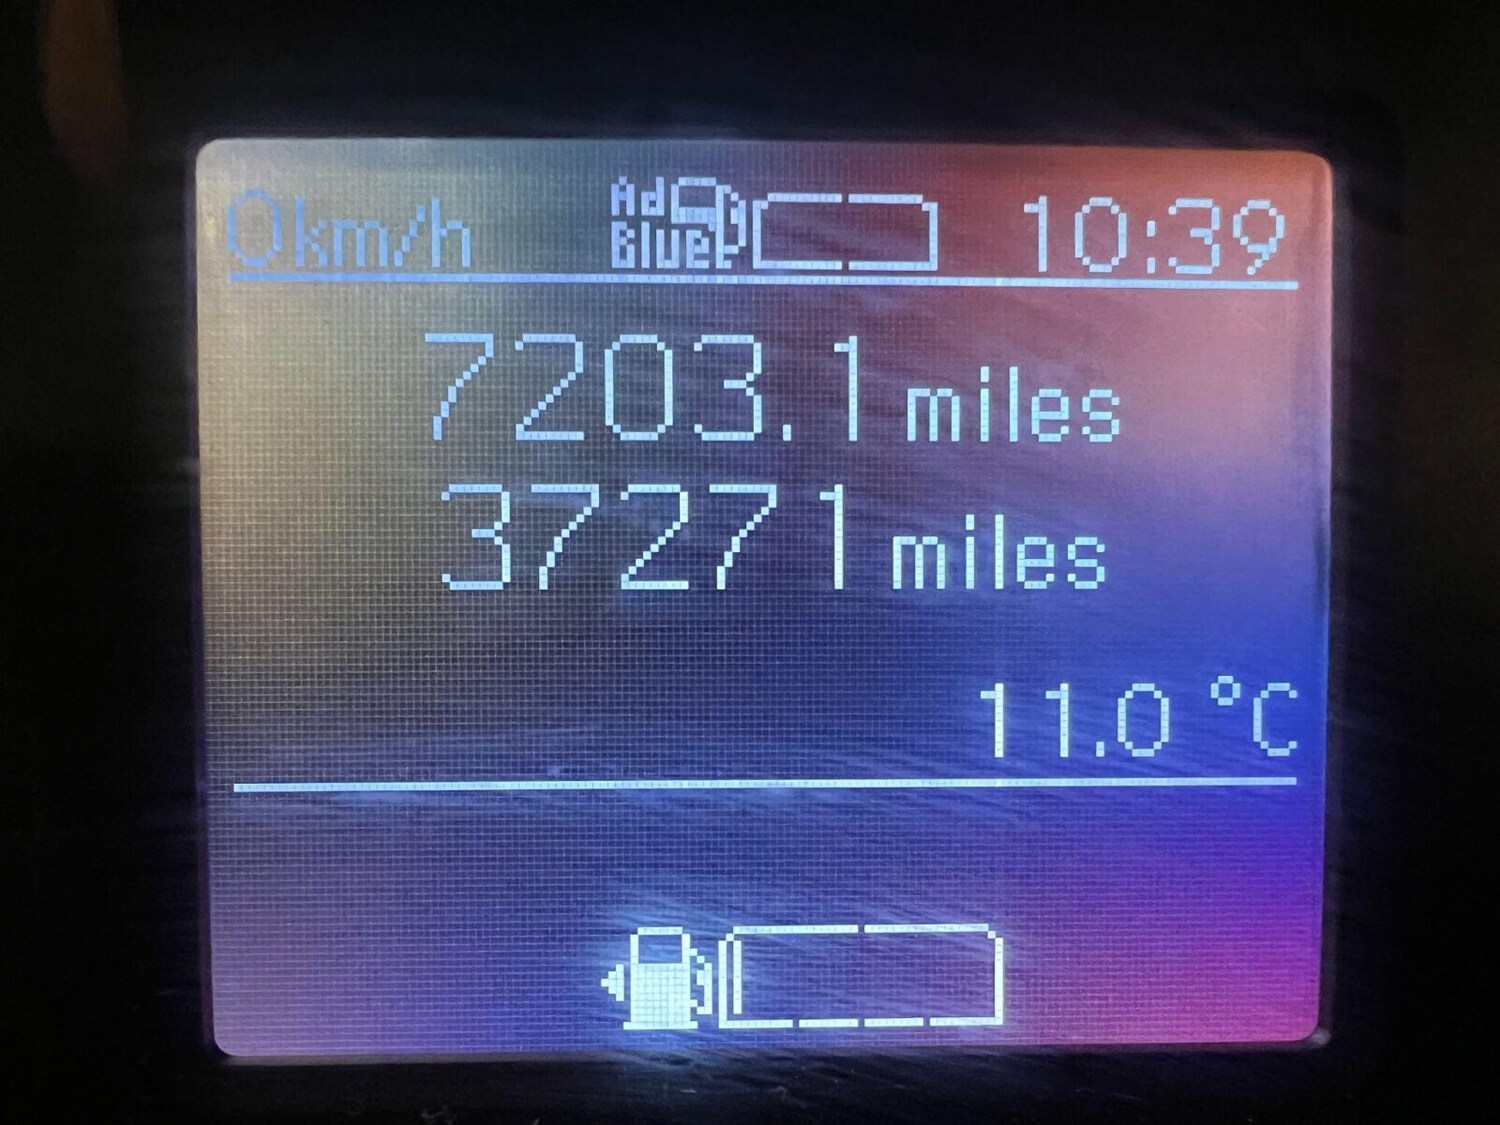 0km/h Ad Blue 10:39
7203.1 miles
37271 miles
11.0 °C